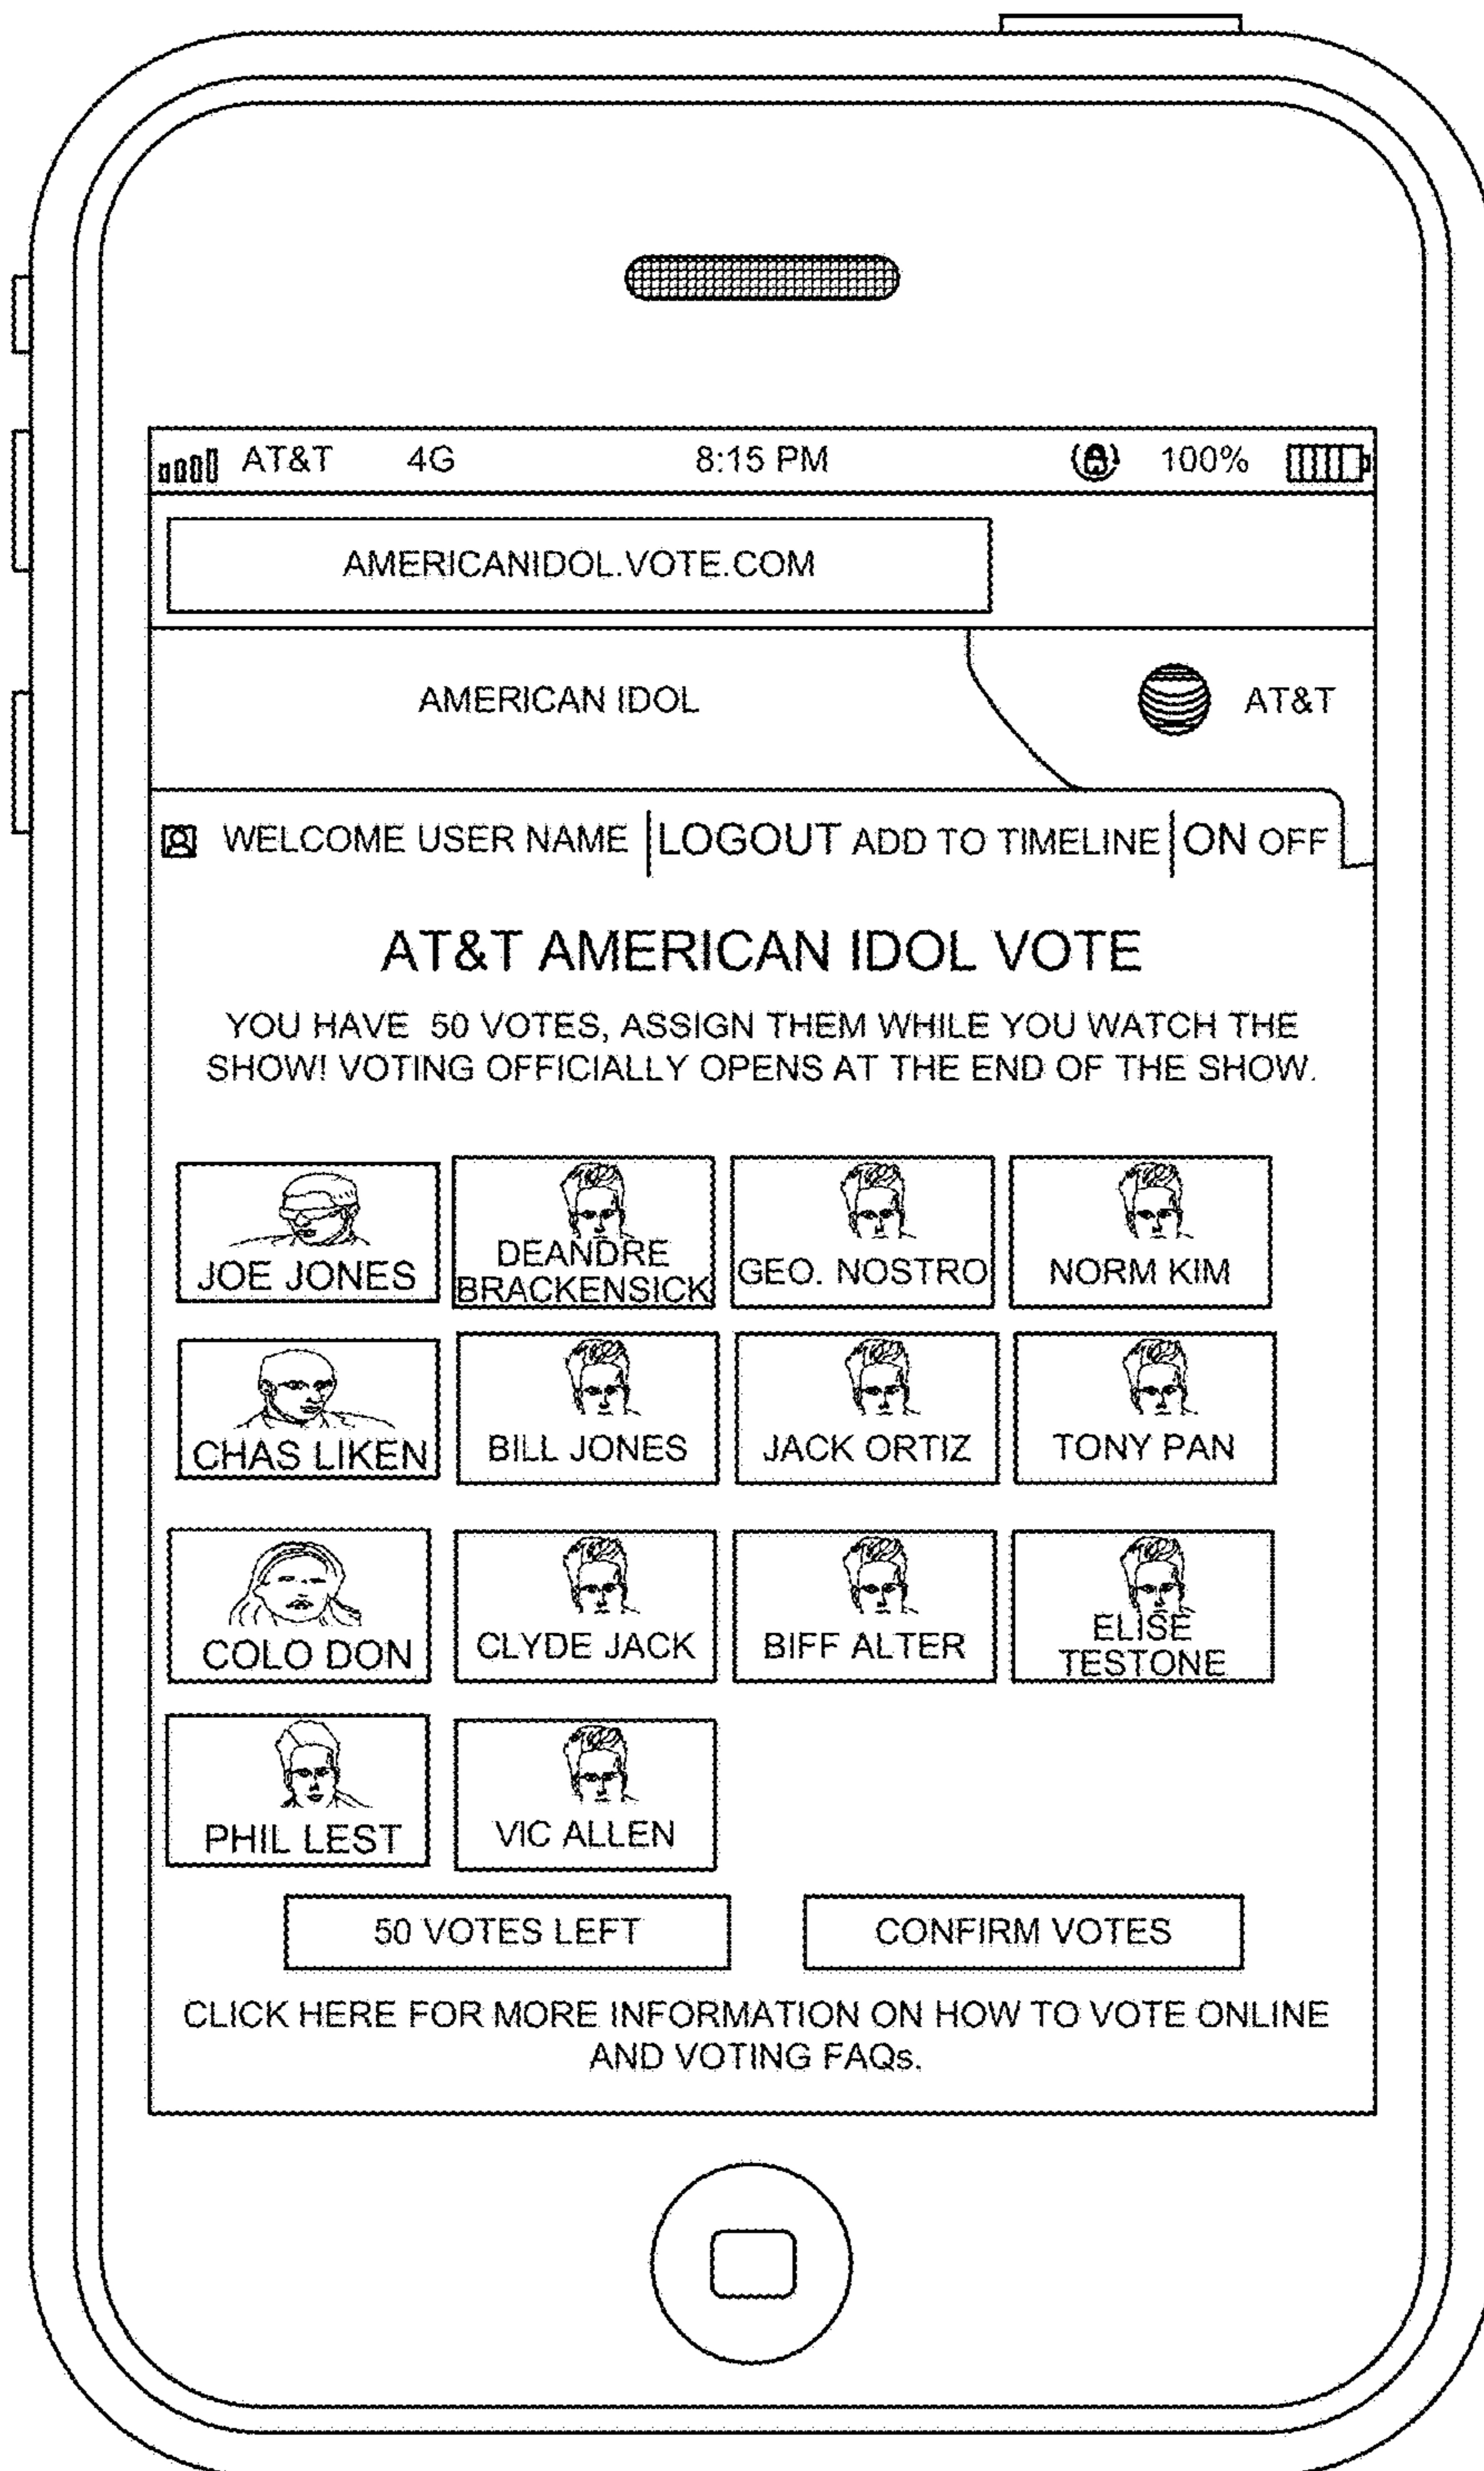 AT&T 4G 8:15 PM 100%
AMERICANIDOL.VOTE.COM
AMERICAN IDOL AT&T
WELCOME USER NAME LOGOUT ADD TO TIMELINE ON OFF
AT&T AMERICAN IDOL VOTE
YOU HAVE 50 VOTES, ASSIGN THEM WHILE YOU WATCH THE
SHOW! VOTING OFFICIALLY OPENS AT THE END OF THE SHOW.
JOE JONES
DEANDRE
BRACKENSICK
GEO. NOSTRO
NORM KIM
CHAS LIKEN
BILL JONES
JACK ORTIZ
TONY PAN
COLO DON
CLYDE JACK
BIFF ALTER
ELISE
TESTONE
PHIL LEST
VIC ALLEN
50 VOTES LEFT
CONFIRM VOTES
CLICK HERE FOR MORE INFORMATION ON HOW TO VOTE ONLINE
AND VOTING FAQs.